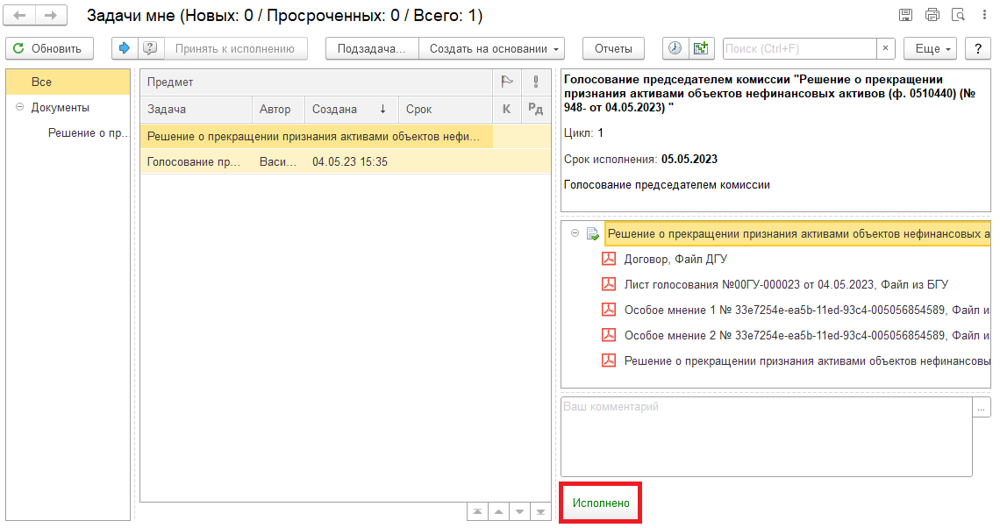 Задачи мне (Новых: 0 / Просроченных: 0 / Всего: 1)
Обновить
Принять к исполнению
Подзадача...
Создать на основании
Отчеты
Поиск (Ctrl+F)
×
Еще
?
Все
Документы
Решение о пр...
Предмет
Задача Автор Создана ↓ Срок К Рд
Решение о прекращении признания активами объектов нефи...
Голосование пр... Васи... 04.05.23 15:35
Голосование председателем комиссии "Решение о прекращении
признания активами объектов нефинансовых активов (ф. 0510440) (№
948- от 04.05.2023) "
Цикл: 1
Срок исполнения: 05.05.2023
Голосование председателем комиссии
Решение о прекращении признания активами объектов нефинансовых а
Договор, Файл ДГУ
Лист голосования №00ГУ-000023 от 04.05.2023, Файл из БГУ
Особое мнение 1 № 33e7254e-ea5b-11ed-93c4-005056854589, Файл из
Особое мнение 2 № 33e7254e-ea5b-11ed-93c4-005056854589, Файл из
Решение о прекращении признания активами объектов нефинансовы
Ваш комментарий
...
Исполнено